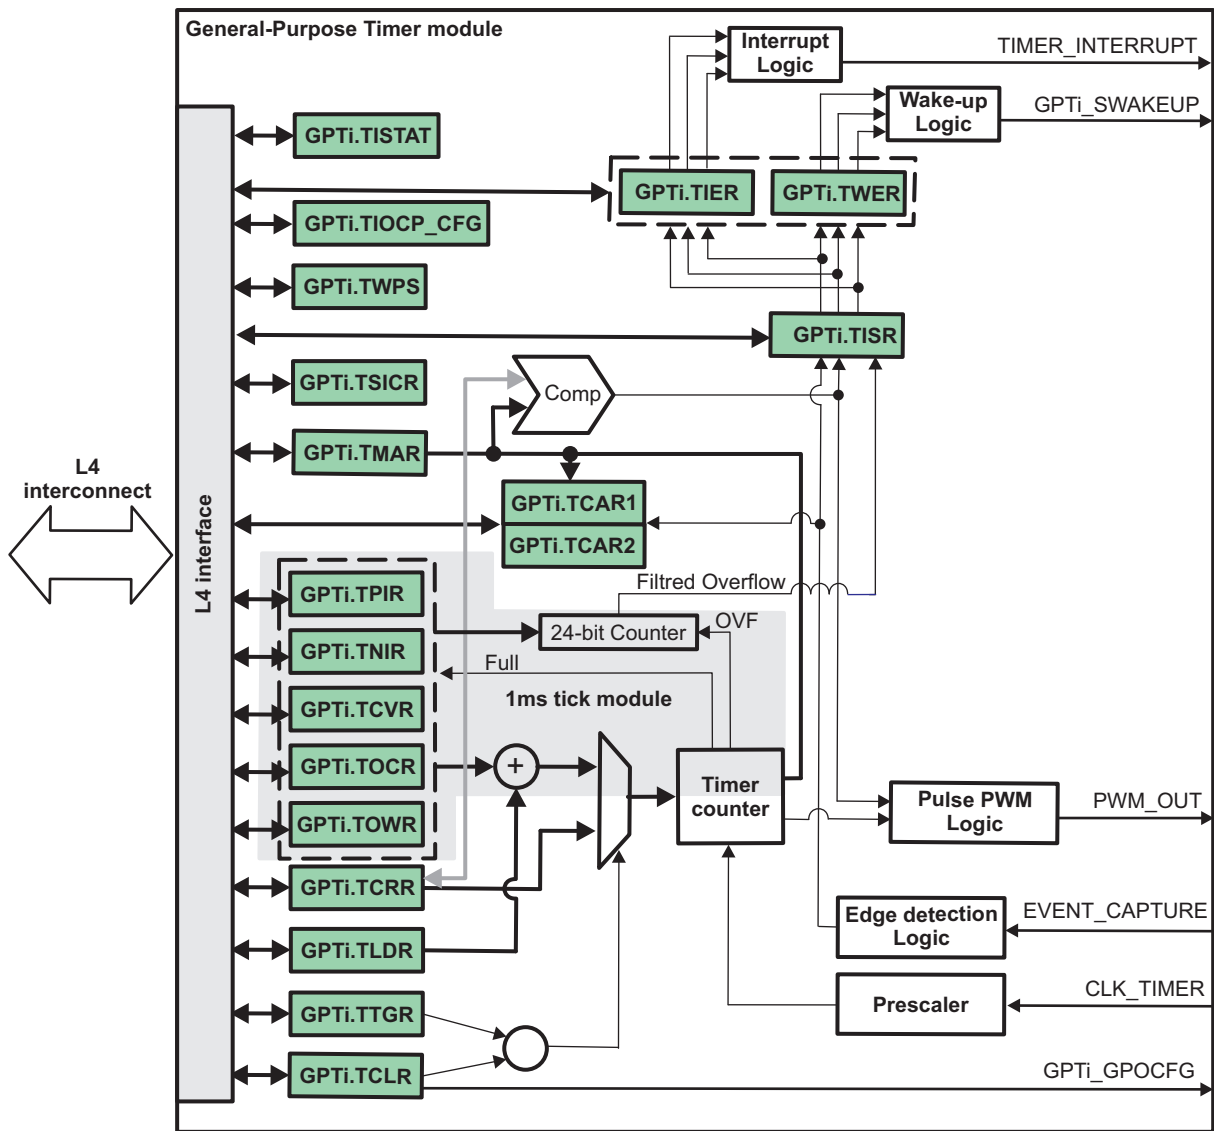 General-Purpose Timer module
Interrupt
Logic
TIMER_INTERRUPT
Wake-up
Logic
GPTi_SWAKEUP
GPTi.TISTAT
GPTi.TIER
GPTi.TWER
GPTi.TIOCP_CFG
GPTi.TWPS
GPTi.TISR
GPTi.TSICR
Comp
GPTi.TMAR
L4
interconnect
L4 interface
GPTi.TCAR1
GPTi.TCAR2
GPTi.TPIR
Filtred Overflow
24-bit Counter
OVF
GPTi.TNIR
Full
1ms tick module
GPTi.TCVR
GPTi.TOCR
+
Timer
counter
Pulse PWM
Logic
PWM_OUT
GPTi.TOWR
GPTi.TCRR
Edge detection
Logic
EVENT_CAPTURE
GPTi.TLDR
Prescaler
CLK_TIMER
GPTi.TTGR
GPTi.TCLR
GPTi_GPOCFG